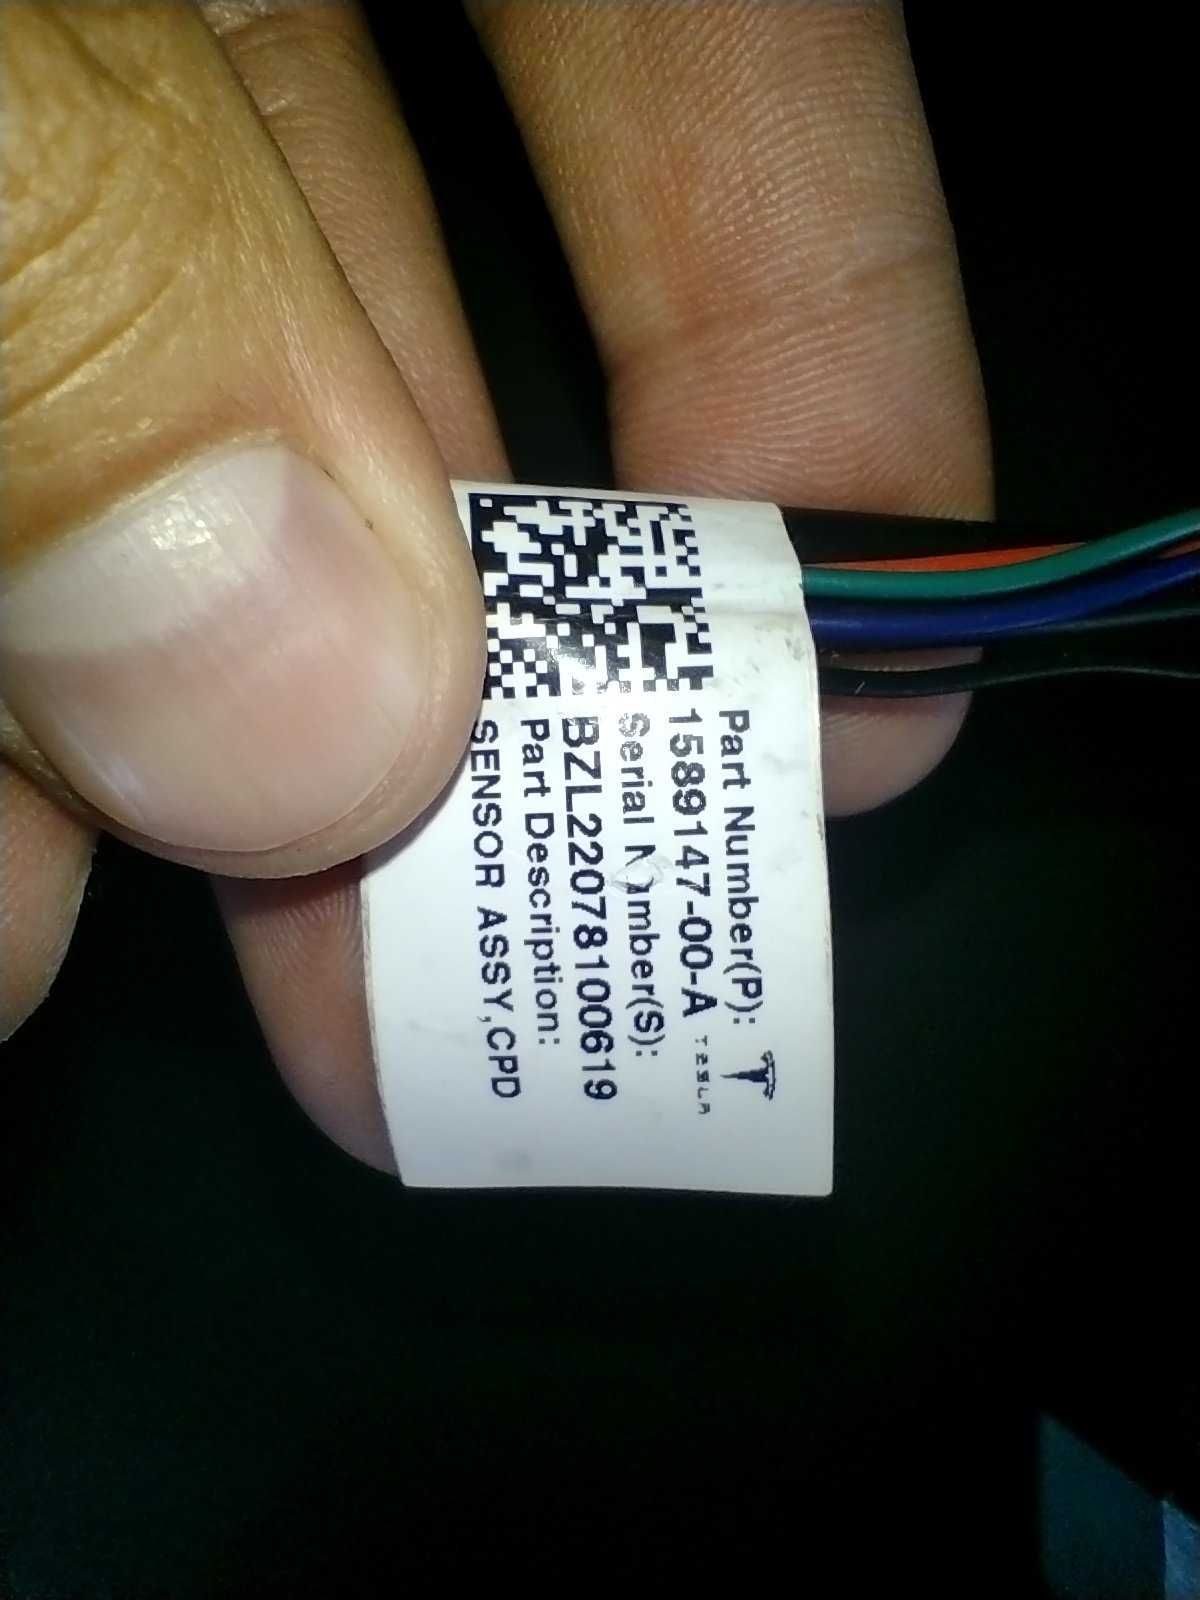 Part Number(P):
1589147-00-A
TESLA
Serial Number(S):
BZL22078100619
Part Description:
SENSOR ASSY,CPD